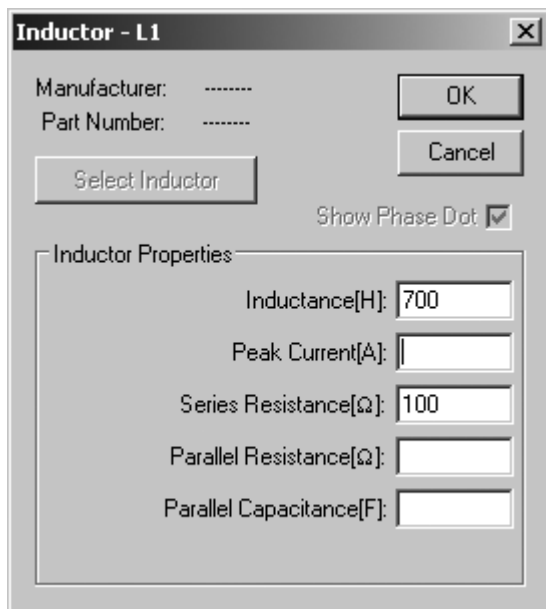 Inductor - L1
Manufacturer: --------
Part Number: --------
OK
Cancel
Select Inductor
Show Phase Dot
Inductor Properties
Inductance[H]: 700
Peak Current[A]:
Series Resistance[Ω]: 100
Parallel Resistance[Ω]:
Parallel Capacitance[F]: